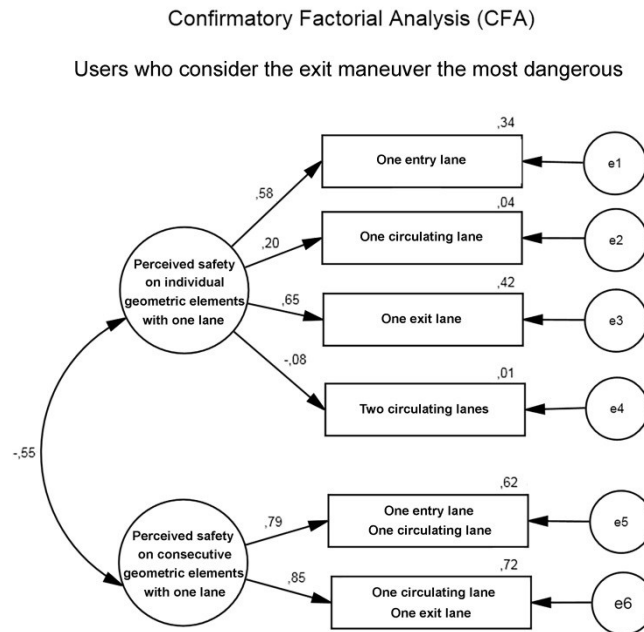 Confirmatory Factorial Analysis (CFA)
Users who consider the exit maneuver the most dangerous
,34
One entry lane
e1
,58
,04
One circulating lane
e2
,20
Perceived safety
on individual
geometric elements
with one lane
,42
One exit lane
e3
,65
-,08
,01
Two circulating lanes
e4
-,55
,62
One entry lane
One circulating lane
e5
,79
Perceived safety
on consecutive
geometric elements
with one lane
,72
,85
One circulating lane
One exit lane
e6